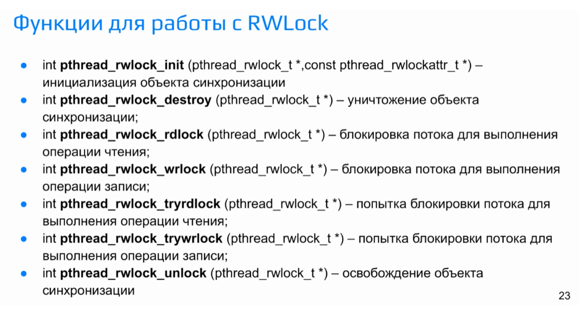 Функции для работы с RWLock
● int pthread_rwlock_init (pthread_rwlock_t *,const pthread_rwlockattr_t *) –
инициализация объекта синхронизации
● int pthread_rwlock_destroy (pthread_rwlock_t *) – уничтожение объекта
синхронизации;
● int pthread_rwlock_rdlock (pthread_rwlock_t *) – блокировка потока для выполнения
операции чтения;
● int pthread_rwlock_wrlock (pthread_rwlock_t *) – блокировка потока для выполнения
операции записи;
● int pthread_rwlock_tryrdlock (pthread_rwlock_t *) – попытка блокировки потока для
выполнения операции чтения;
● int pthread_rwlock_trywrlock (pthread_rwlock_t *) – попытка блокировки потока для
выполнения операции записи;
● int pthread_rwlock_unlock (pthread_rwlock_t *) – освобождение объекта
синхронизации
23